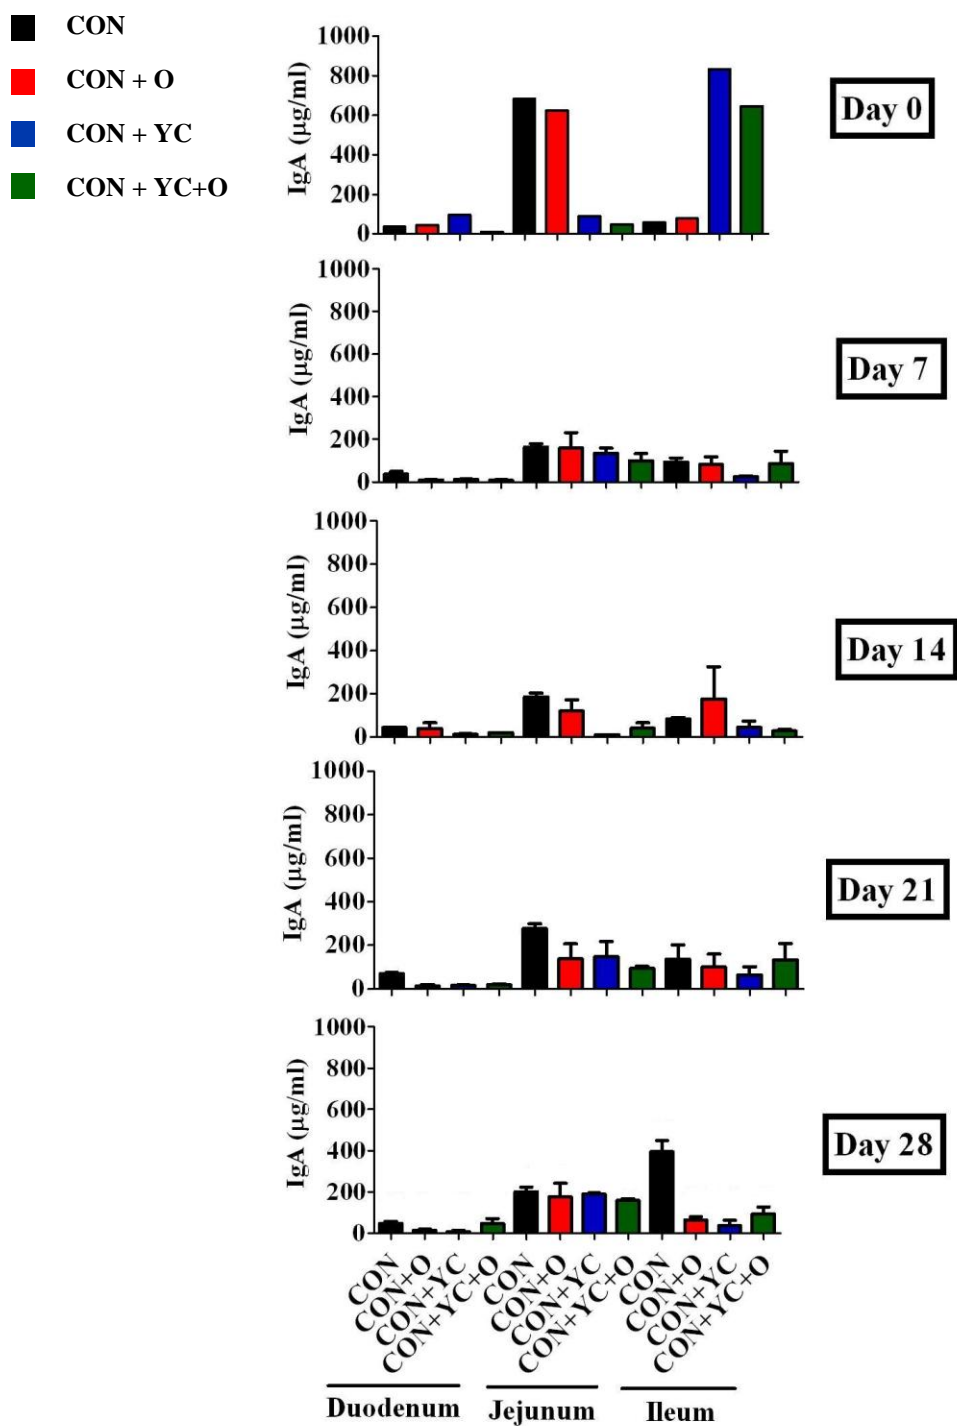 CON
CON + O
CON + YC
CON + YC+O
1000
800
600
400
200
0
IgA (μg/ml)
Day 0
1000
800
600
400
200
0
IgA (μg/ml)
Day 7
1000
800
600
400
200
0
IgA (μg/ml)
Day 14
1000
800
600
400
200
0
IgA (μg/ml)
Day 21
1000
800
600
400
200
0
IgA (μg/ml)
Day 28
CON
CON+O
CON+YC
CON+YC+O
CON
CON+O
CON+YC
CON+YC+O
CON
CON+O
CON+YC
CON+YC+O
Duodenum
Jejunum
Ileum